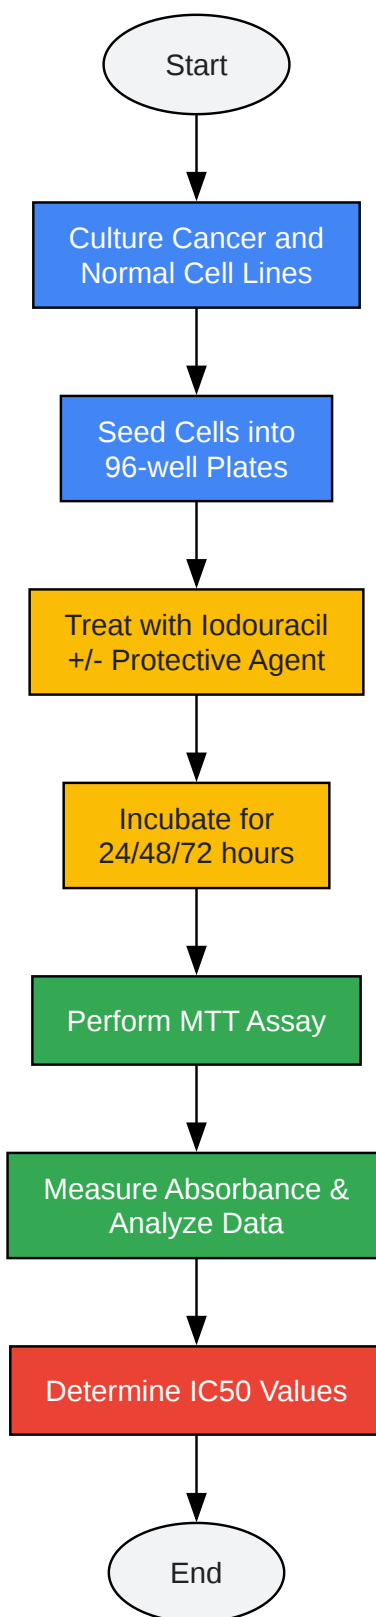 Start
Culture Cancer and
Normal Cell Lines
Seed Cells into
96-well Plates
Treat with Iodouracil
+/- Protective Agent
Incubate for
24/48/72 hours
Perform MTT Assay
Measure Absorbance &
Analyze Data
Determine IC50 Values
End